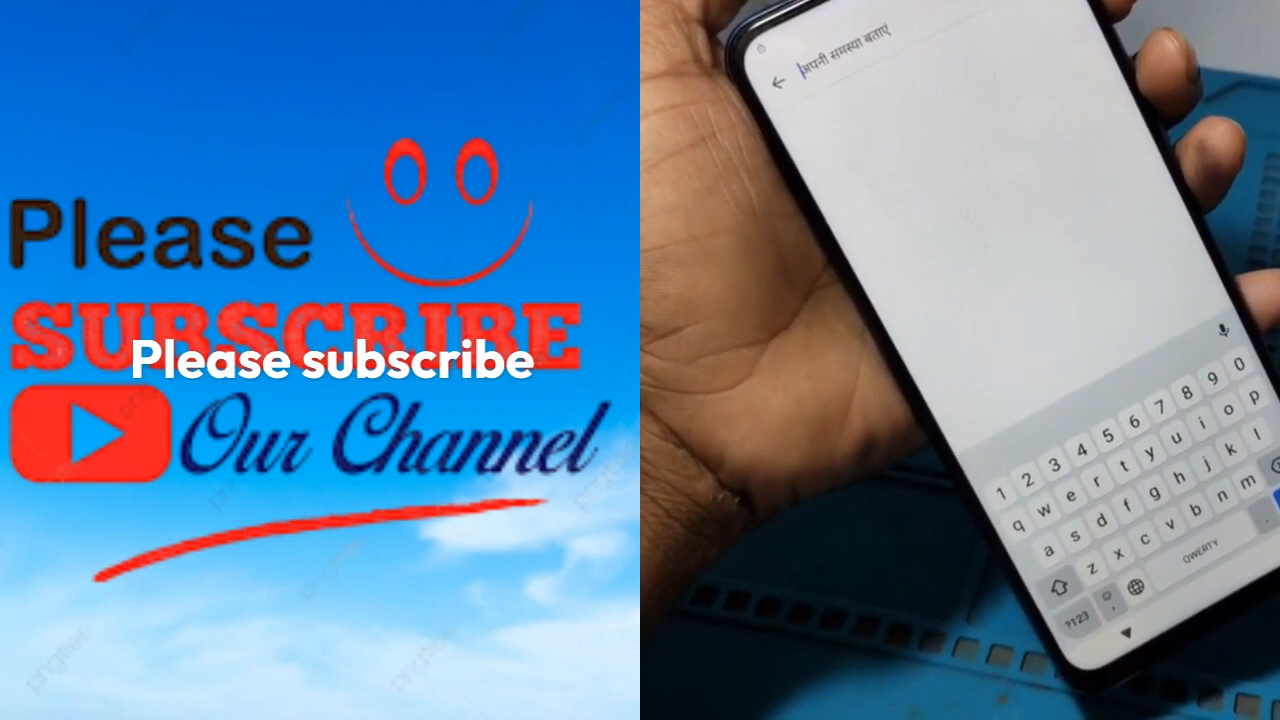 Please
SUBSCRIBE
Please subscribe
Our Channel
अपनी समस्या बताएं
1 2 3 4 5 6 7 8 9 0
q w e r t y u i o p
a s d f g h j k l
z x c v b n m
?123 , QWERTY .